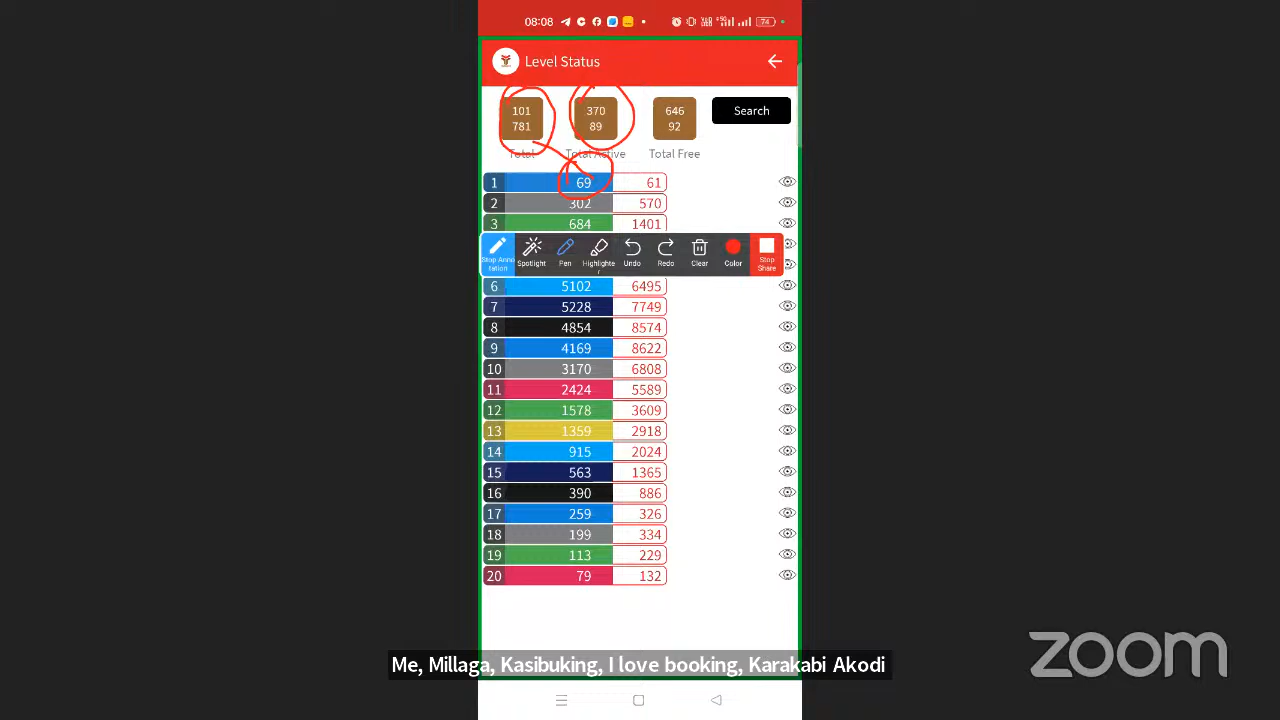 08:08 74
Level Status
101 370 646 Search
781 89 92
Total Total Active Total Free
1 69 61
2 302 570
3 684 1401
Stop Annotation Spotlight Pen Highlighter Undo Redo Clear Color Stop Share
6 5102 6495
7 5228 7749
8 4854 8574
9 4169 8622
10 3170 6808
11 2424 5589
12 1578 3609
13 1359 2918
14 915 2024
15 563 1365
16 390 886
17 259 326
18 199 334
19 113 229
20 79 132
Me, Millaga, Kasibuking, I love booking, Karakabi Akodi
zoom